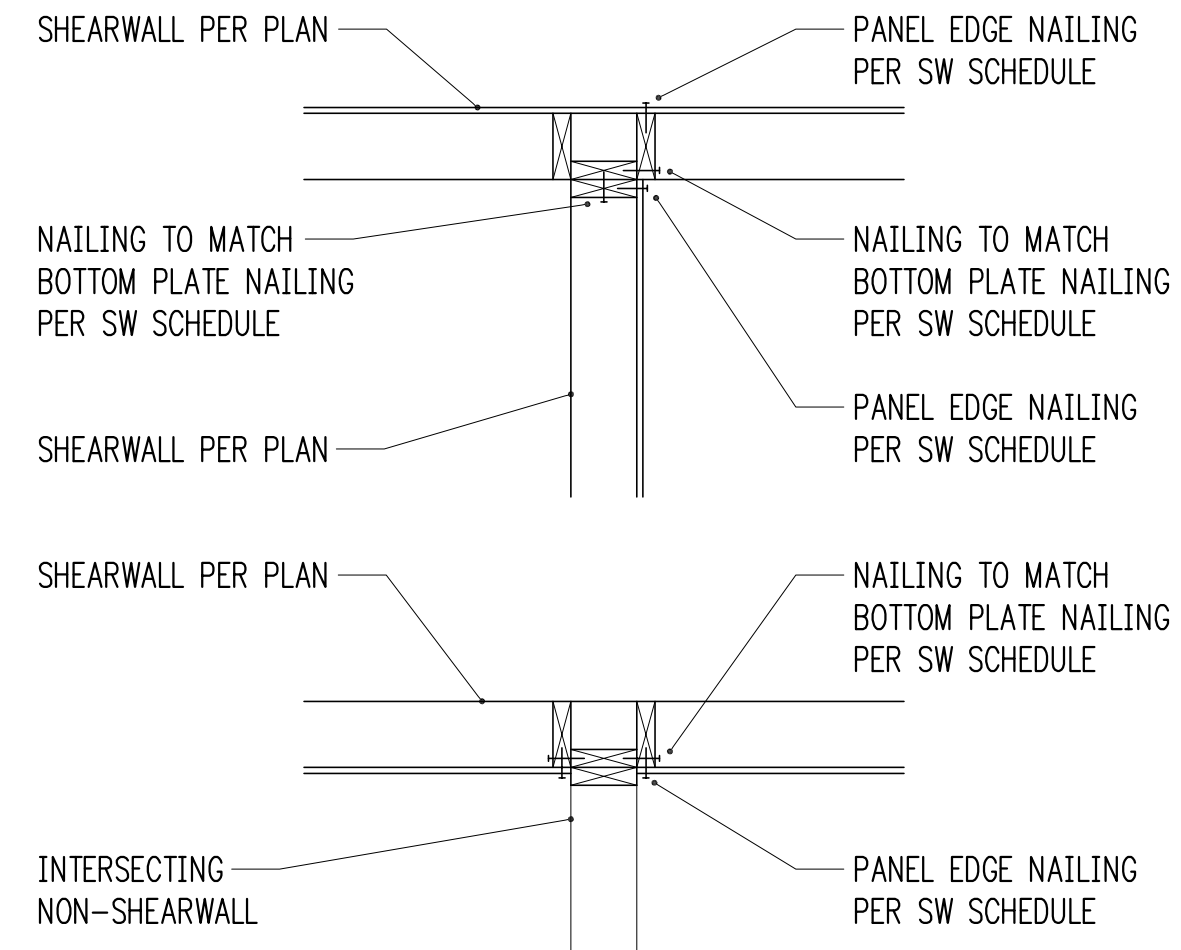 SHEARWALL PER PLAN
PANEL EDGE NAILING
PER SW SCHEDULE
NAILING TO MATCH
BOTTOM PLATE NAILING
PER SW SCHEDULE
NAILING TO MATCH
BOTTOM PLATE NAILING
PER SW SCHEDULE
SHEARWALL PER PLAN
PANEL EDGE NAILING
PER SW SCHEDULE
SHEARWALL PER PLAN
NAILING TO MATCH
BOTTOM PLATE NAILING
PER SW SCHEDULE
INTERSECTING
NON-SHEARWALL
PANEL EDGE NAILING
PER SW SCHEDULE